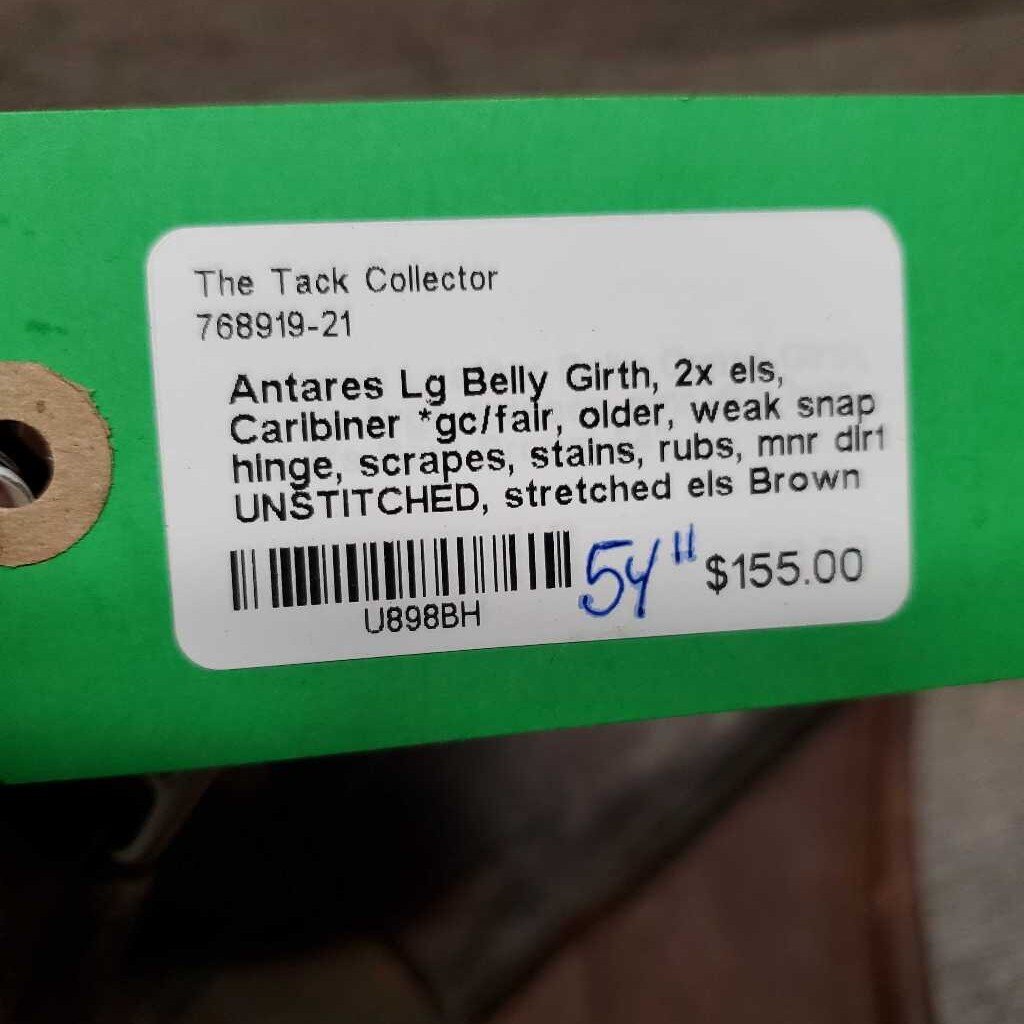 The Tack Collector
768919-21
Antares Lg Belly Girth, 2x els,
Caribiner *gc/fair, older, weak snap
hinge, scrapes, stains, rubs, mnr dirt
UNSTITCHED, stretched els Brown
54" $155.00
U898BH